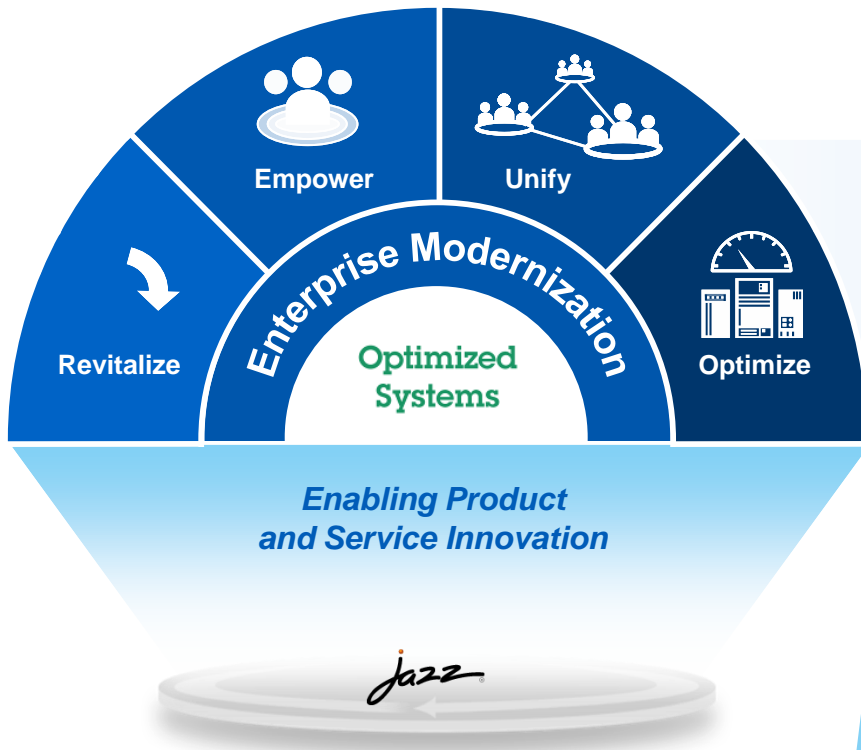 Empower
Unify
Revitalize
Optimize
Enterprise Modernization
Optimized
Systems
Enabling Product
and Service Innovation
jazz